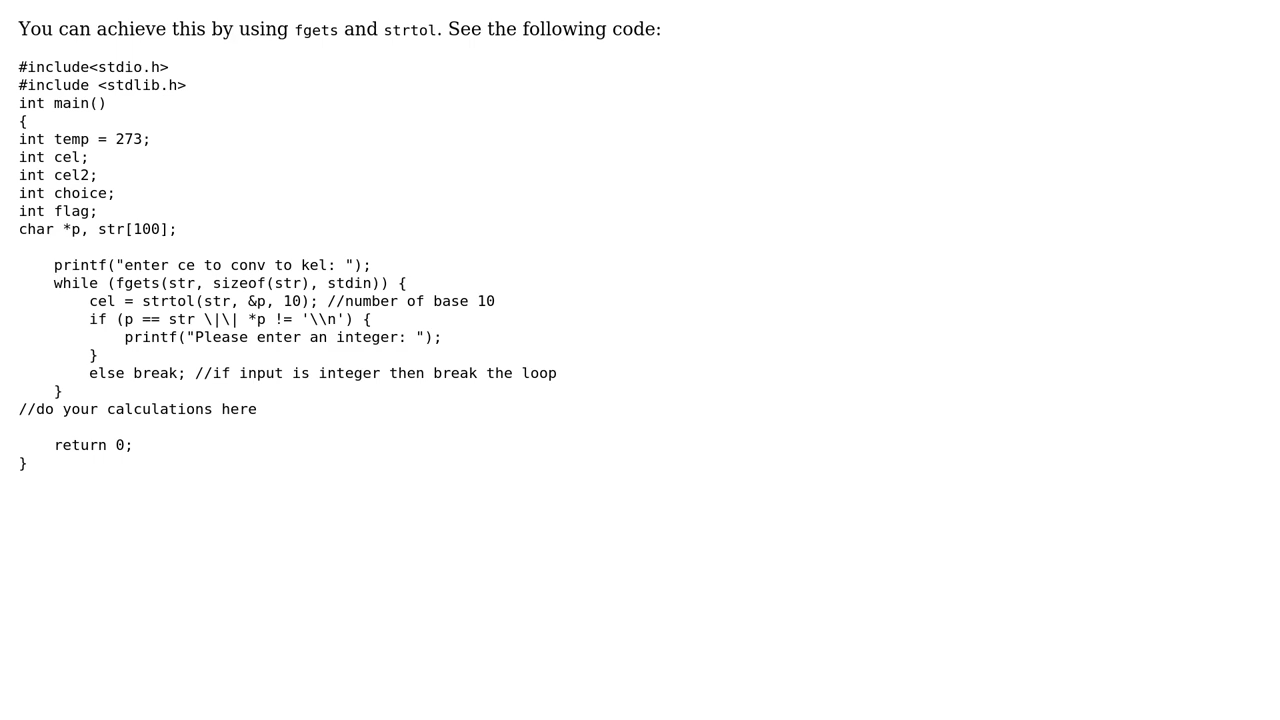 You can achieve this by using fgets and strtol. See the following code:
#include<stdio.h>
#include <stdlib.h>
int main()
{
int temp = 273;
int cel;
int cel2;
int choice;
int flag;
char *p, str[100];
    printf("enter ce to conv to kel: ");
    while (fgets(str, sizeof(str), stdin)) {
        cel = strtol(str, &p, 10); //number of base 10
        if (p == str \|\| *p != '\\n') {
            printf("Please enter an integer: ");
        }
        else break; //if input is integer then break the loop
    }
//do your calculations here
    return 0;
}